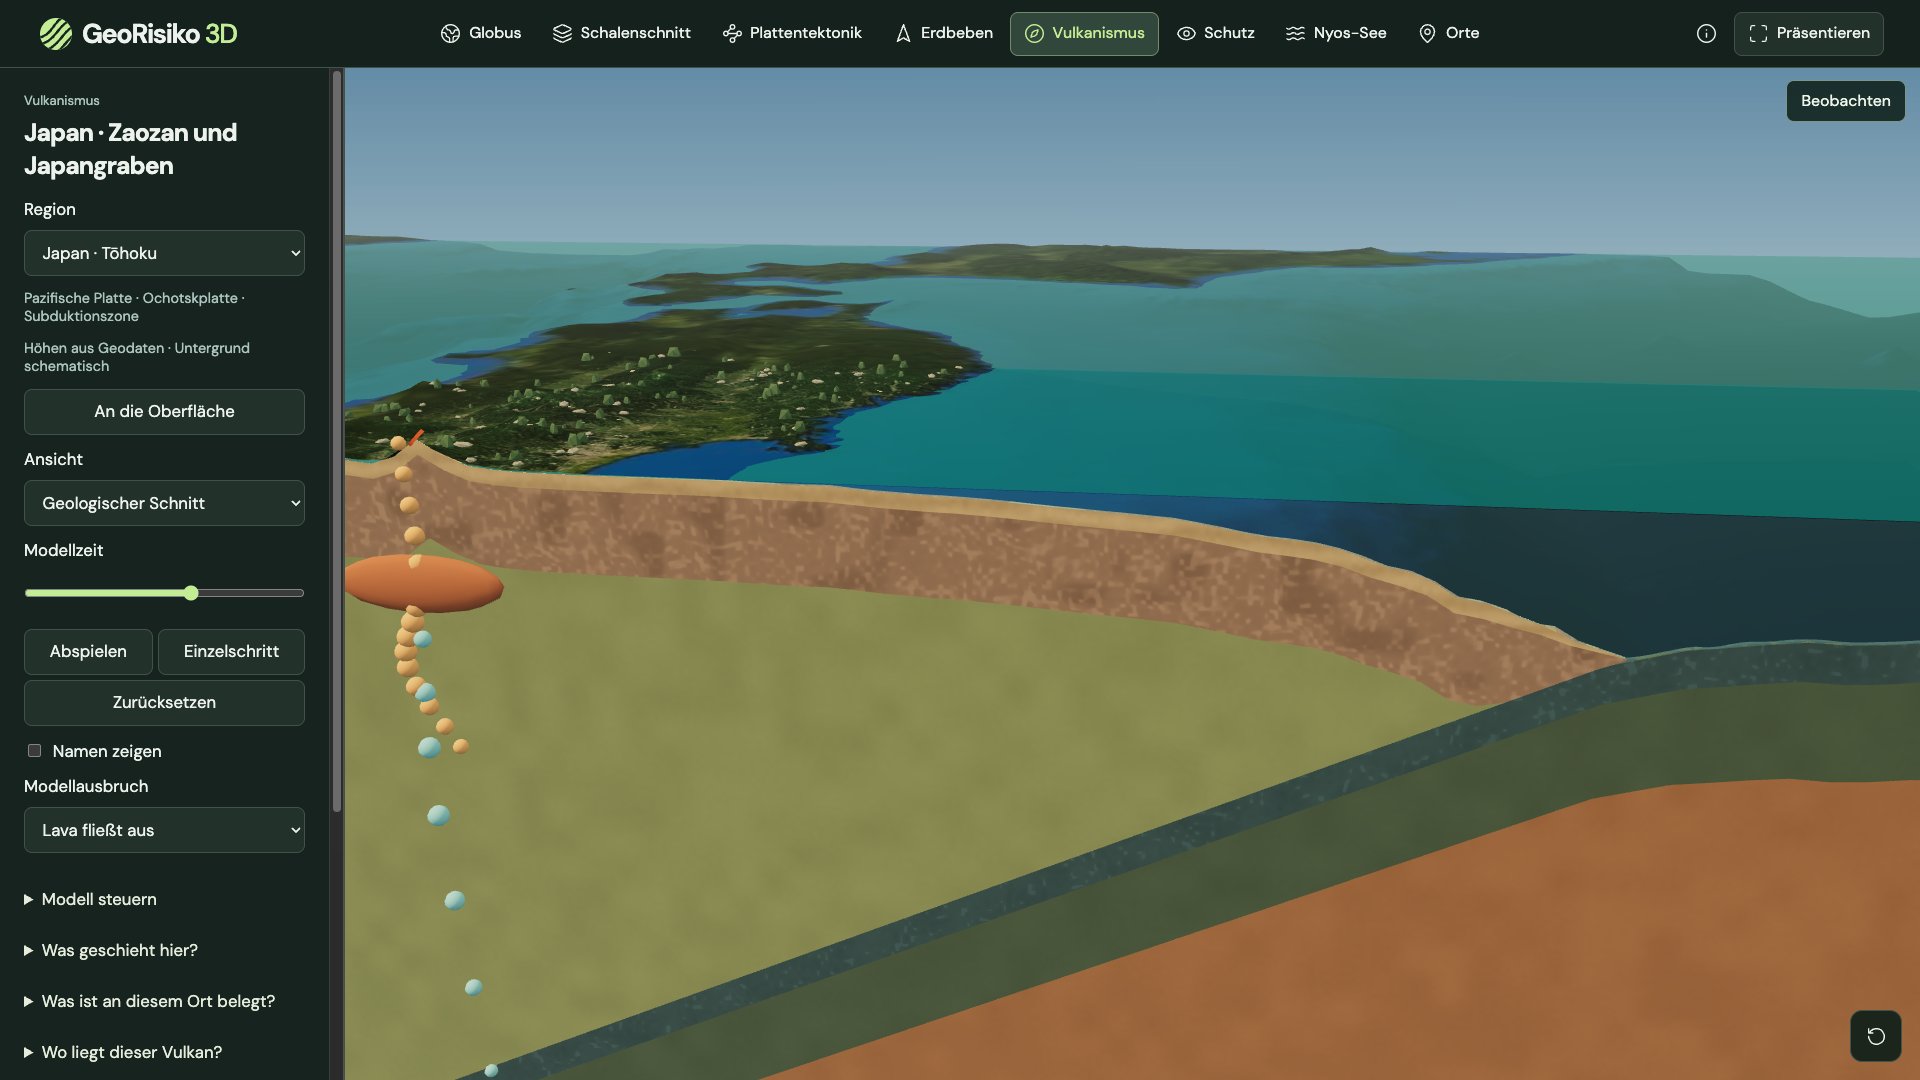 GeoRisiko 3D
Globus
Schalenschnitt
Plattentektonik
Erdbeben
Vulkanismus
Schutz
Nyos-See
Orte
Präsentieren
Vulkanismus
Japan · Zaozan und
Japangraben
Region
Japan · Tōhoku
Pazifische Platte · Ochotskplatte ·
Subduktionszone
Höhen aus Geodaten · Untergrund
schematisch
An die Oberfläche
Ansicht
Geologischer Schnitt
Modellzeit
Abspielen
Einzelschritt
Zurücksetzen
Namen zeigen
Modellausbruch
Lava fließt aus
Modell steuern
Was geschieht hier?
Was ist an diesem Ort belegt?
Wo liegt dieser Vulkan?
Beobachten